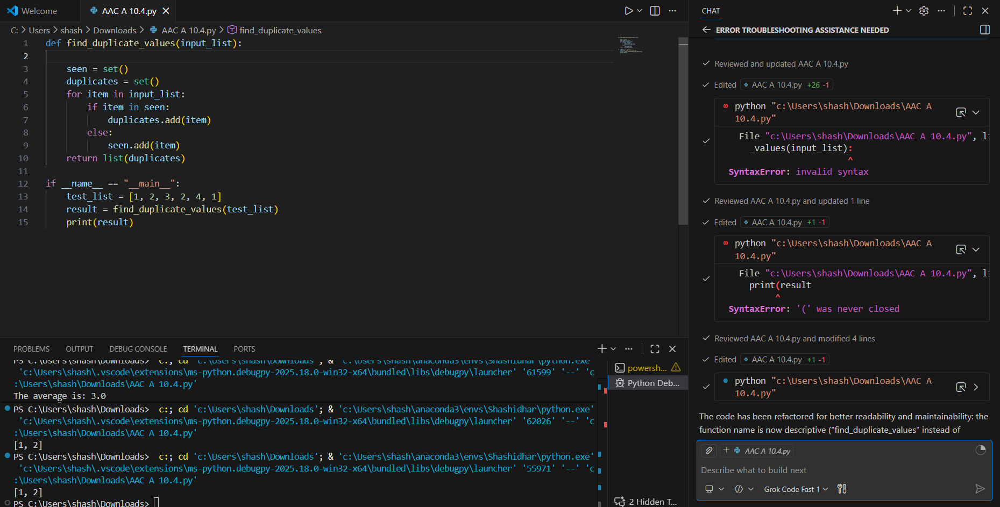 Welcome
AAC A 10.4.py
C: > Users > shash > Downloads > AAC A 10.4.py > find_duplicate_values
1 def find_duplicate_values(input_list):
2
3 seen = set()
4 duplicates = set()
5 for item in input_list:
6 if item in seen:
7 duplicates.add(item)
8 else:
9 seen.add(item)
10 return list(duplicates)
11
12 if __name__ == "__main__":
13 test_list = [1, 2, 3, 2, 4, 1]
14 result = find_duplicate_values(test_list)
15 print(result)
PROBLEMS OUTPUT DEBUG CONSOLE TERMINAL PORTS
PS C:\Users\shash\Downloads> c:; cd 'c:\Users\shash\Downloads'; & 'c:\Users\shash\anaconda3\envs\Shashidhar\python.exe'
'c:\Users\shash\.vscode\extensions\ms-python.debugpy-2025.18.0-win32-x64\bundled\libs\debugpy\launcher' '61599' '--' 'c
:\Users\shash\Downloads\AAC A 10.4.py'
The average is: 3.0
PS C:\Users\shash\Downloads> c:; cd 'c:\Users\shash\Downloads'; & 'c:\Users\shash\anaconda3\envs\Shashidhar\python.exe'
'c:\Users\shash\.vscode\extensions\ms-python.debugpy-2025.18.0-win32-x64\bundled\libs\debugpy\launcher' '62026' '--' 'c
:\Users\shash\Downloads\AAC A 10.4.py'
[1, 2]
PS C:\Users\shash\Downloads> c:; cd 'c:\Users\shash\Downloads'; & 'c:\Users\shash\anaconda3\envs\Shashidhar\python.exe'
'c:\Users\shash\.vscode\extensions\ms-python.debugpy-2025.18.0-win32-x64\bundled\libs\debugpy\launcher' '55971' '--' 'c
:\Users\shash\Downloads\AAC A 10.4.py'
[1, 2]
PS C:\Users\shash\Downloads>
powersh...
Python Deb...
2 Hidden T...
CHAT
ERROR TROUBLESHOOTING ASSISTANCE NEEDED
Reviewed and updated AAC A 10.4.py
Edited AAC A 10.4.py +26 -1
python "c:\Users\shash\Downloads\AAC A
10.4.py"
File "c:\Users\shash\Downloads\AAC A 10.4.py", li
_values(input_list):
^
SyntaxError: invalid syntax
Reviewed AAC A 10.4.py and updated 1 line
Edited AAC A 10.4.py +1 -1
python "c:\Users\shash\Downloads\AAC A
10.4.py"
File "c:\Users\shash\Downloads\AAC A 10.4.py", li
print(result
^
SyntaxError: '(' was never closed
Reviewed AAC A 10.4.py and modified 4 lines
Edited AAC A 10.4.py +1 -1
python "c:\Users\shash\Downloads\AAC A
10.4.py"
The code has been refactored for better readability and maintainability: the
function name is now descriptive ("find_duplicate_values" instead of
AAC A 10.4.py
Describe what to build next
Grok Code Fast 1